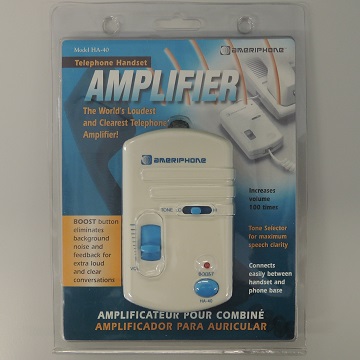 Model HA-40
AMERIPHONE
Telephone Handset
AMPLIFIER
The World's Loudest
and Clearest Telephone
Amplifier!
AMERIPHONE
TONE
BOOST
HA-40
BOOST button
eliminates
background
noise and
feedback for
extra loud
and clear
conversations
Increases
volume
100 times
Tone Selector
for maximum
speech clarity
Connects
easily between
handset and
phone base
AMPLIFICATEUR POUR COMBINÉ
AMPLIFICADOR PARA AURICULAR